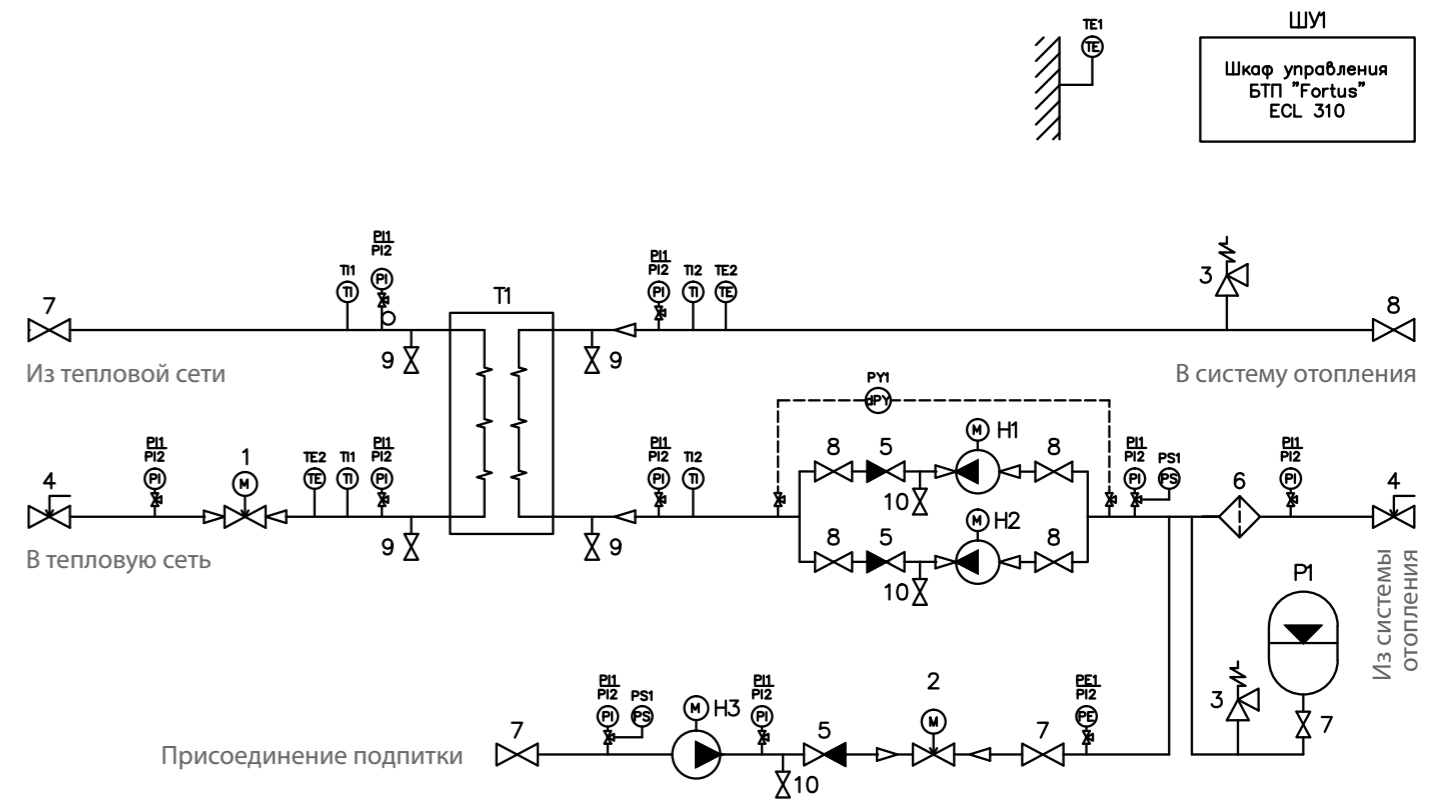 TE1
TE
ШУ1
Шкаф управления
БТП "Fortus"
ECL 310
7
TI1
TI
PI1
PI2
PI
9
T1
9
PI1
PI2
PI
TI2
TI
TE2
TE
3
8
Из тепловой сети
В систему отопления
4
PI1
PI2
PI
1
M
TE2
TE
TI1
TI
PI1
PI2
PI
9
9
PI1
PI2
PI
TI2
TI
PY1
dPY
8
5
M
H1
8
10
8
5
M
H2
8
10
PI1
PI2
PI
PS1
PS
6
PI1
PI2
PI
4
В тепловую сеть
Из системы
отопления
P1
3
7
Присоединение подпитки
7
PI1
PI2
PI
PS1
PS
M
H3
PI1
PI2
PI
10
5
2
M
7
PE1
PI2
PE